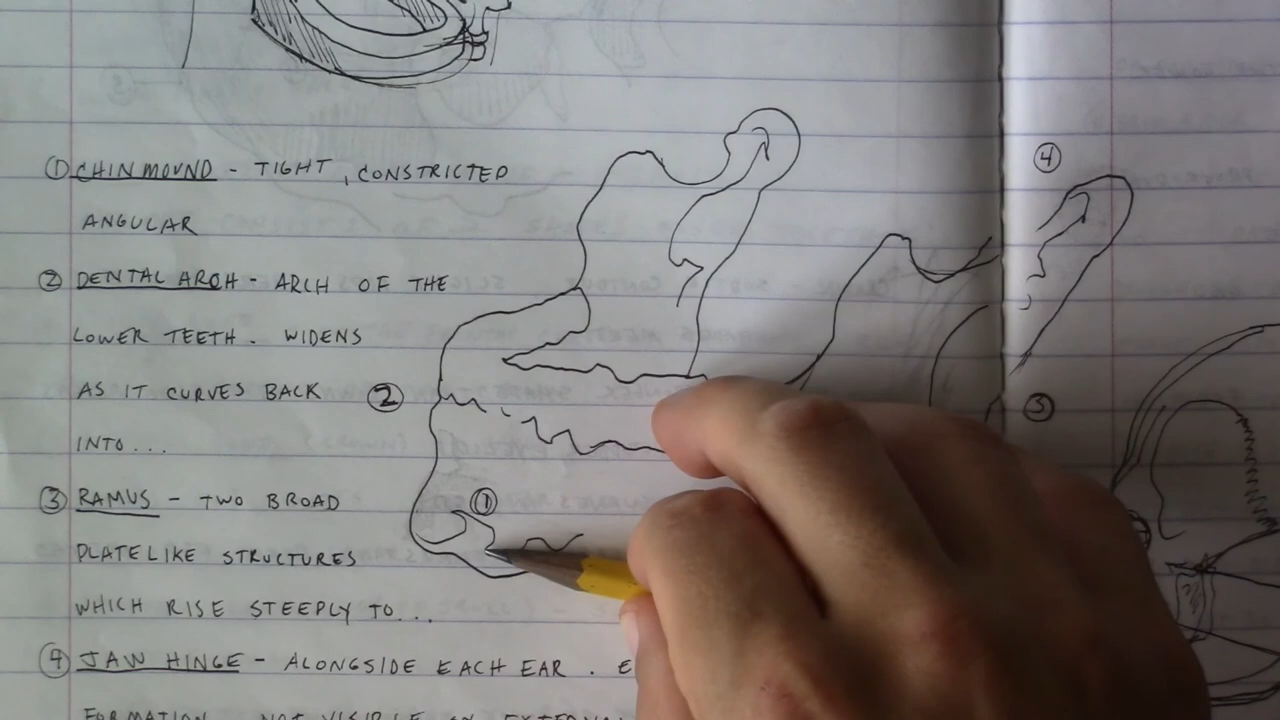 ① CHIN MOUND - TIGHT, CONSTRICTED
ANGULAR
② DENTAL ARCH - ARCH OF THE
LOWER TEETH. WIDENS
AS IT CURVES BACK
INTO...
③ RAMUS - TWO BROAD
PLATELIKE STRUCTURES
WHICH RISE STEEPLY TO...
④ JAW HINGE - ALONGSIDE EACH EAR. E
FORMATION
④
②
③
①